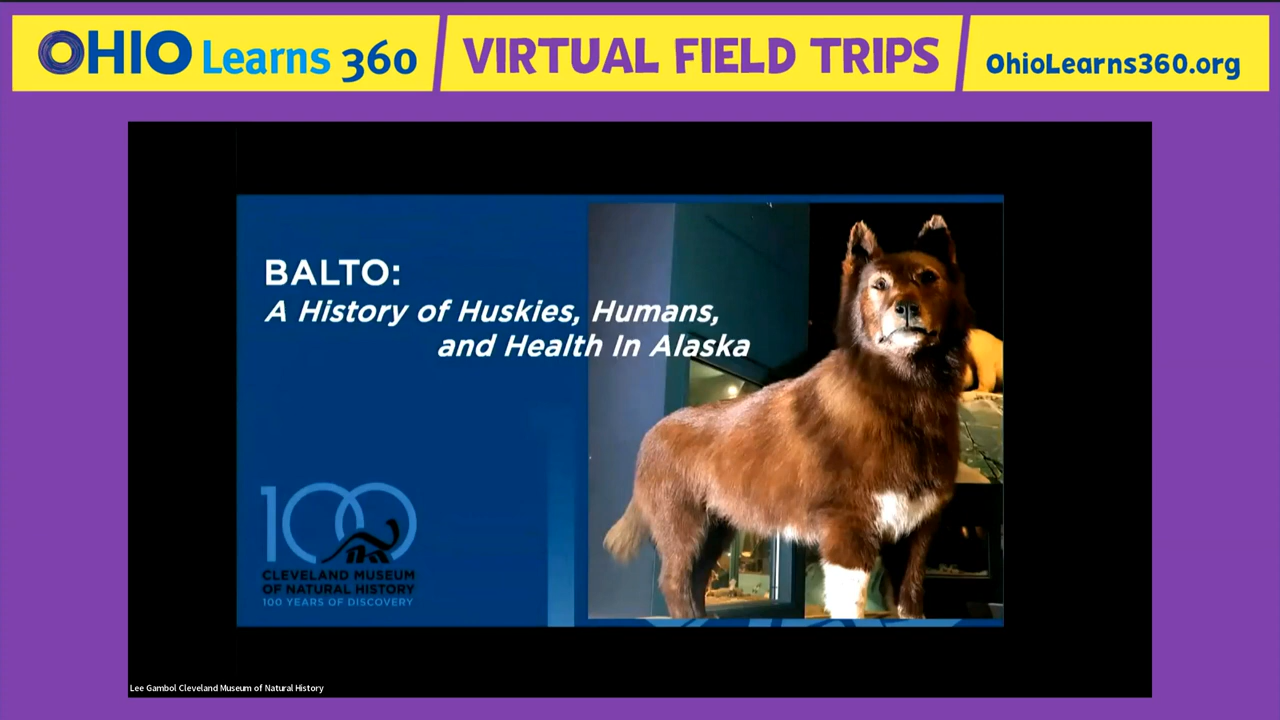 OHIO Learns 360
VIRTUAL FIELD TRIPS
OhioLearns360.org
BALTO:
A History of Huskies, Humans,
and Health In Alaska
100
CLEVELAND MUSEUM
OF NATURAL HISTORY
100 YEARS OF DISCOVERY
Lee Gambol Cleveland Museum of Natural History